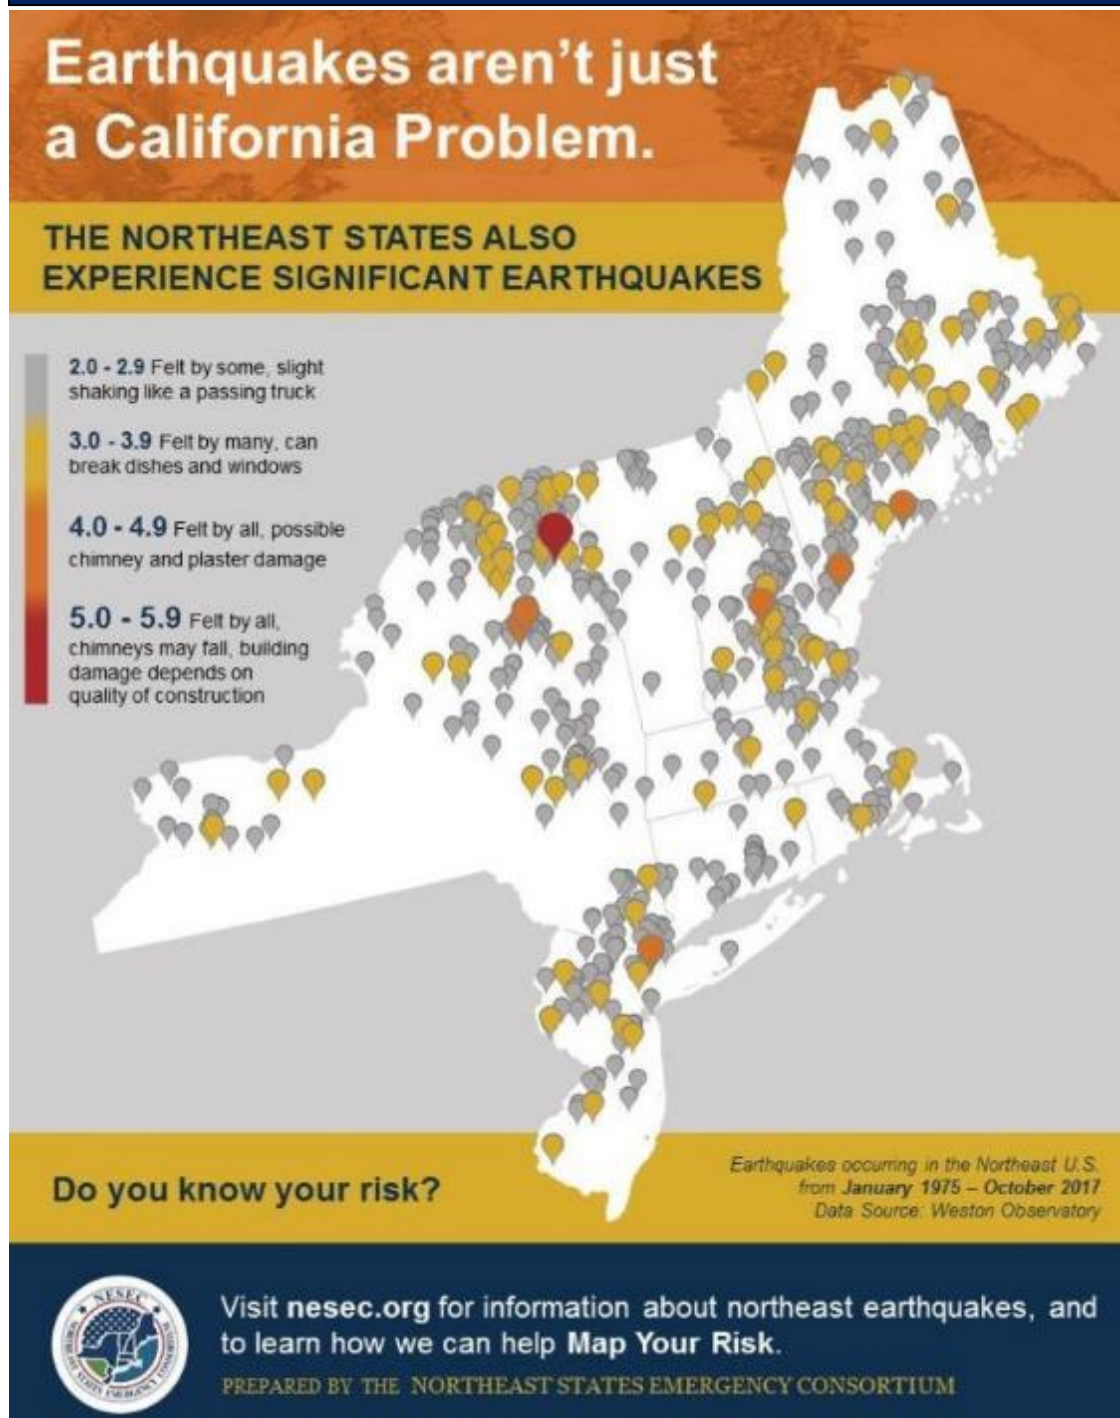 Earthquakes aren't just
a California Problem.
THE NORTHEAST STATES ALSO
EXPERIENCE SIGNIFICANT EARTHQUAKES
2.0 - 2.9 Felt by some, slight
shaking like a passing truck
3.0 - 3.9 Felt by many, can
break dishes and windows
4.0 - 4.9 Felt by all, possible
chimney and plaster damage
5.0 - 5.9 Felt by all,
chimneys may fall, building
damage depends on
quality of construction
Do you know your risk?
Earthquakes occurring in the Northeast U.S.
from January 1975 – October 2017
Data Source: Weston Observatory
NESEC
Visit nesec.org for information about northeast earthquakes, and
to learn how we can help Map Your Risk.
PREPARED BY THE NORTHEAST STATES EMERGENCY CONSORTIUM